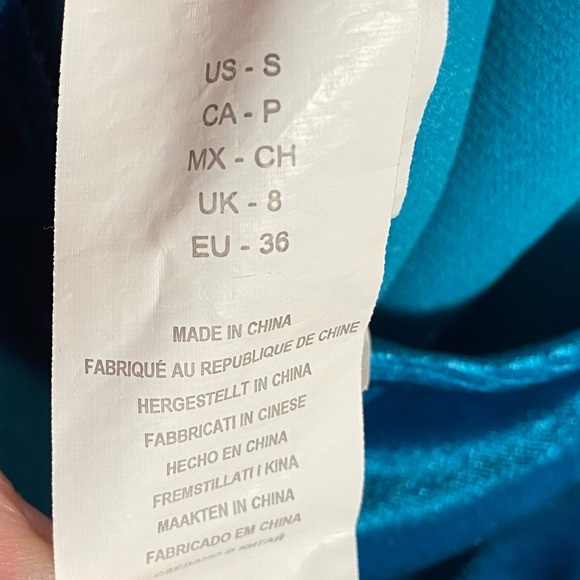 US - S
CA - P
MX - CH
UK - 8
EU - 36
MADE IN CHINA
FABRIQUÉ AU REPUBLIQUE DE CHINE
HERGESTELLT IN CHINA
FABBRICATI IN CINESE
HECHO EN CHINA
FREMSTILLATI I KINA
MAAKTEN IN CHINA
FABRICADO EM CHINA